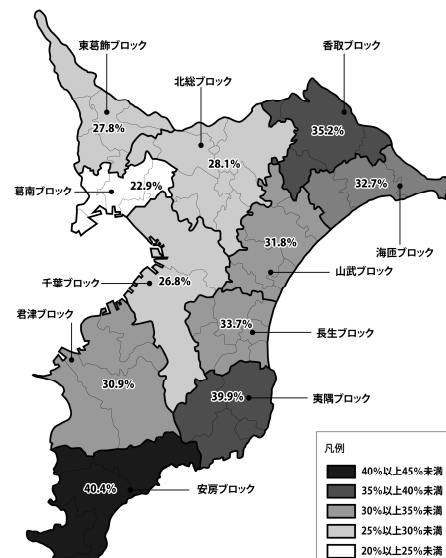 東葛飾ブロック
香取ブロック
北総ブロック
27.8%
35.2%
28.1%
葛南ブロック
22.9%
32.7%
海匝ブロック
31.8%
山武ブロック
千葉ブロック
26.8%
君津ブロック
33.7%
長生ブロック
30.9%
39.9%
夷隅ブロック
40.4%
安房ブロック
凡例
40%以上45%未満
35%以上40%未満
30%以上35%未満
25%以上30%未満
20%以上25%未満